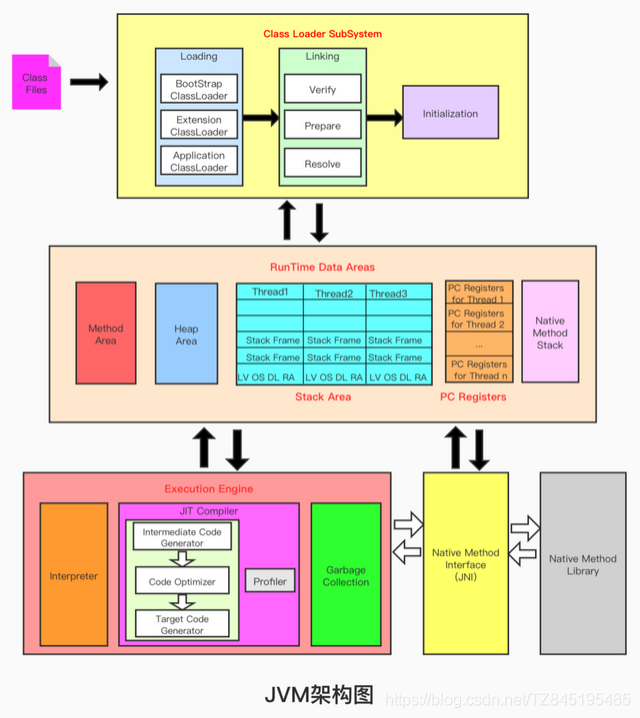 Class Loader SubSystem
Class
Files
Loading
BootStrap
ClassLoader
Extension
ClassLoader
Application
ClassLoader
Linking
Verify
Prepare
Resolve
Initialization
RunTime Data Areas
Method
Area
Heap
Area
Thread1 Thread2 Thread3
Stack Frame Stack Frame Stack Frame
Stack Frame Stack Frame Stack Frame
LV OS DL RA LV OS DL RA LV OS DL RA
Stack Area
PC Registers
for Thread 1
PC Registers
for Thread 2
...
PC Registers
for Thread n
PC Registers
Native
Method
Stack
Execution Engine
Interpreter
JIT Compiler
Intermediate Code
Generator
Code Optimizer
Target Code
Generator
Profiler
Garbage
Collection
Native Method
Interface
(JNI)
Native Method
Library
JVM架构图
https://blog.csdn.net/TZ845195485